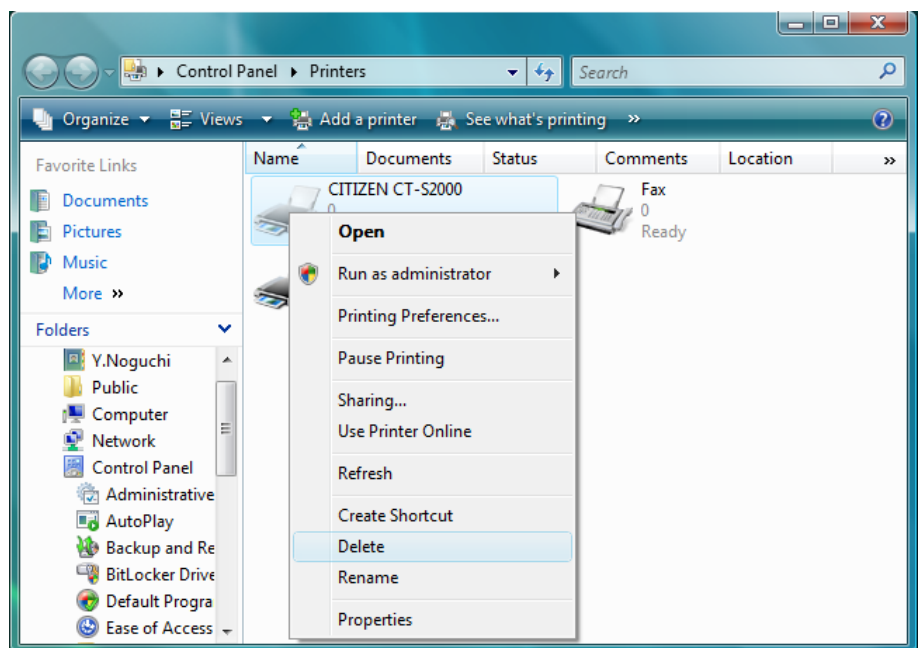 Control Panel ▸ Printers
Search
Organize Views Add a printer See what's printing »
Favorite Links
Documents
Pictures
Music
More »
Folders
Y.Noguchi
Public
Computer
Network
Control Panel
Administrative
AutoPlay
Backup and Re
BitLocker Drive
Default Progra
Ease of Access
Name Documents Status Comments Location »
CITIZEN CT-S2000
0
Fax
0
Ready
Open
Run as administrator
Printing Preferences...
Pause Printing
Sharing...
Use Printer Online
Refresh
Create Shortcut
Delete
Rename
Properties